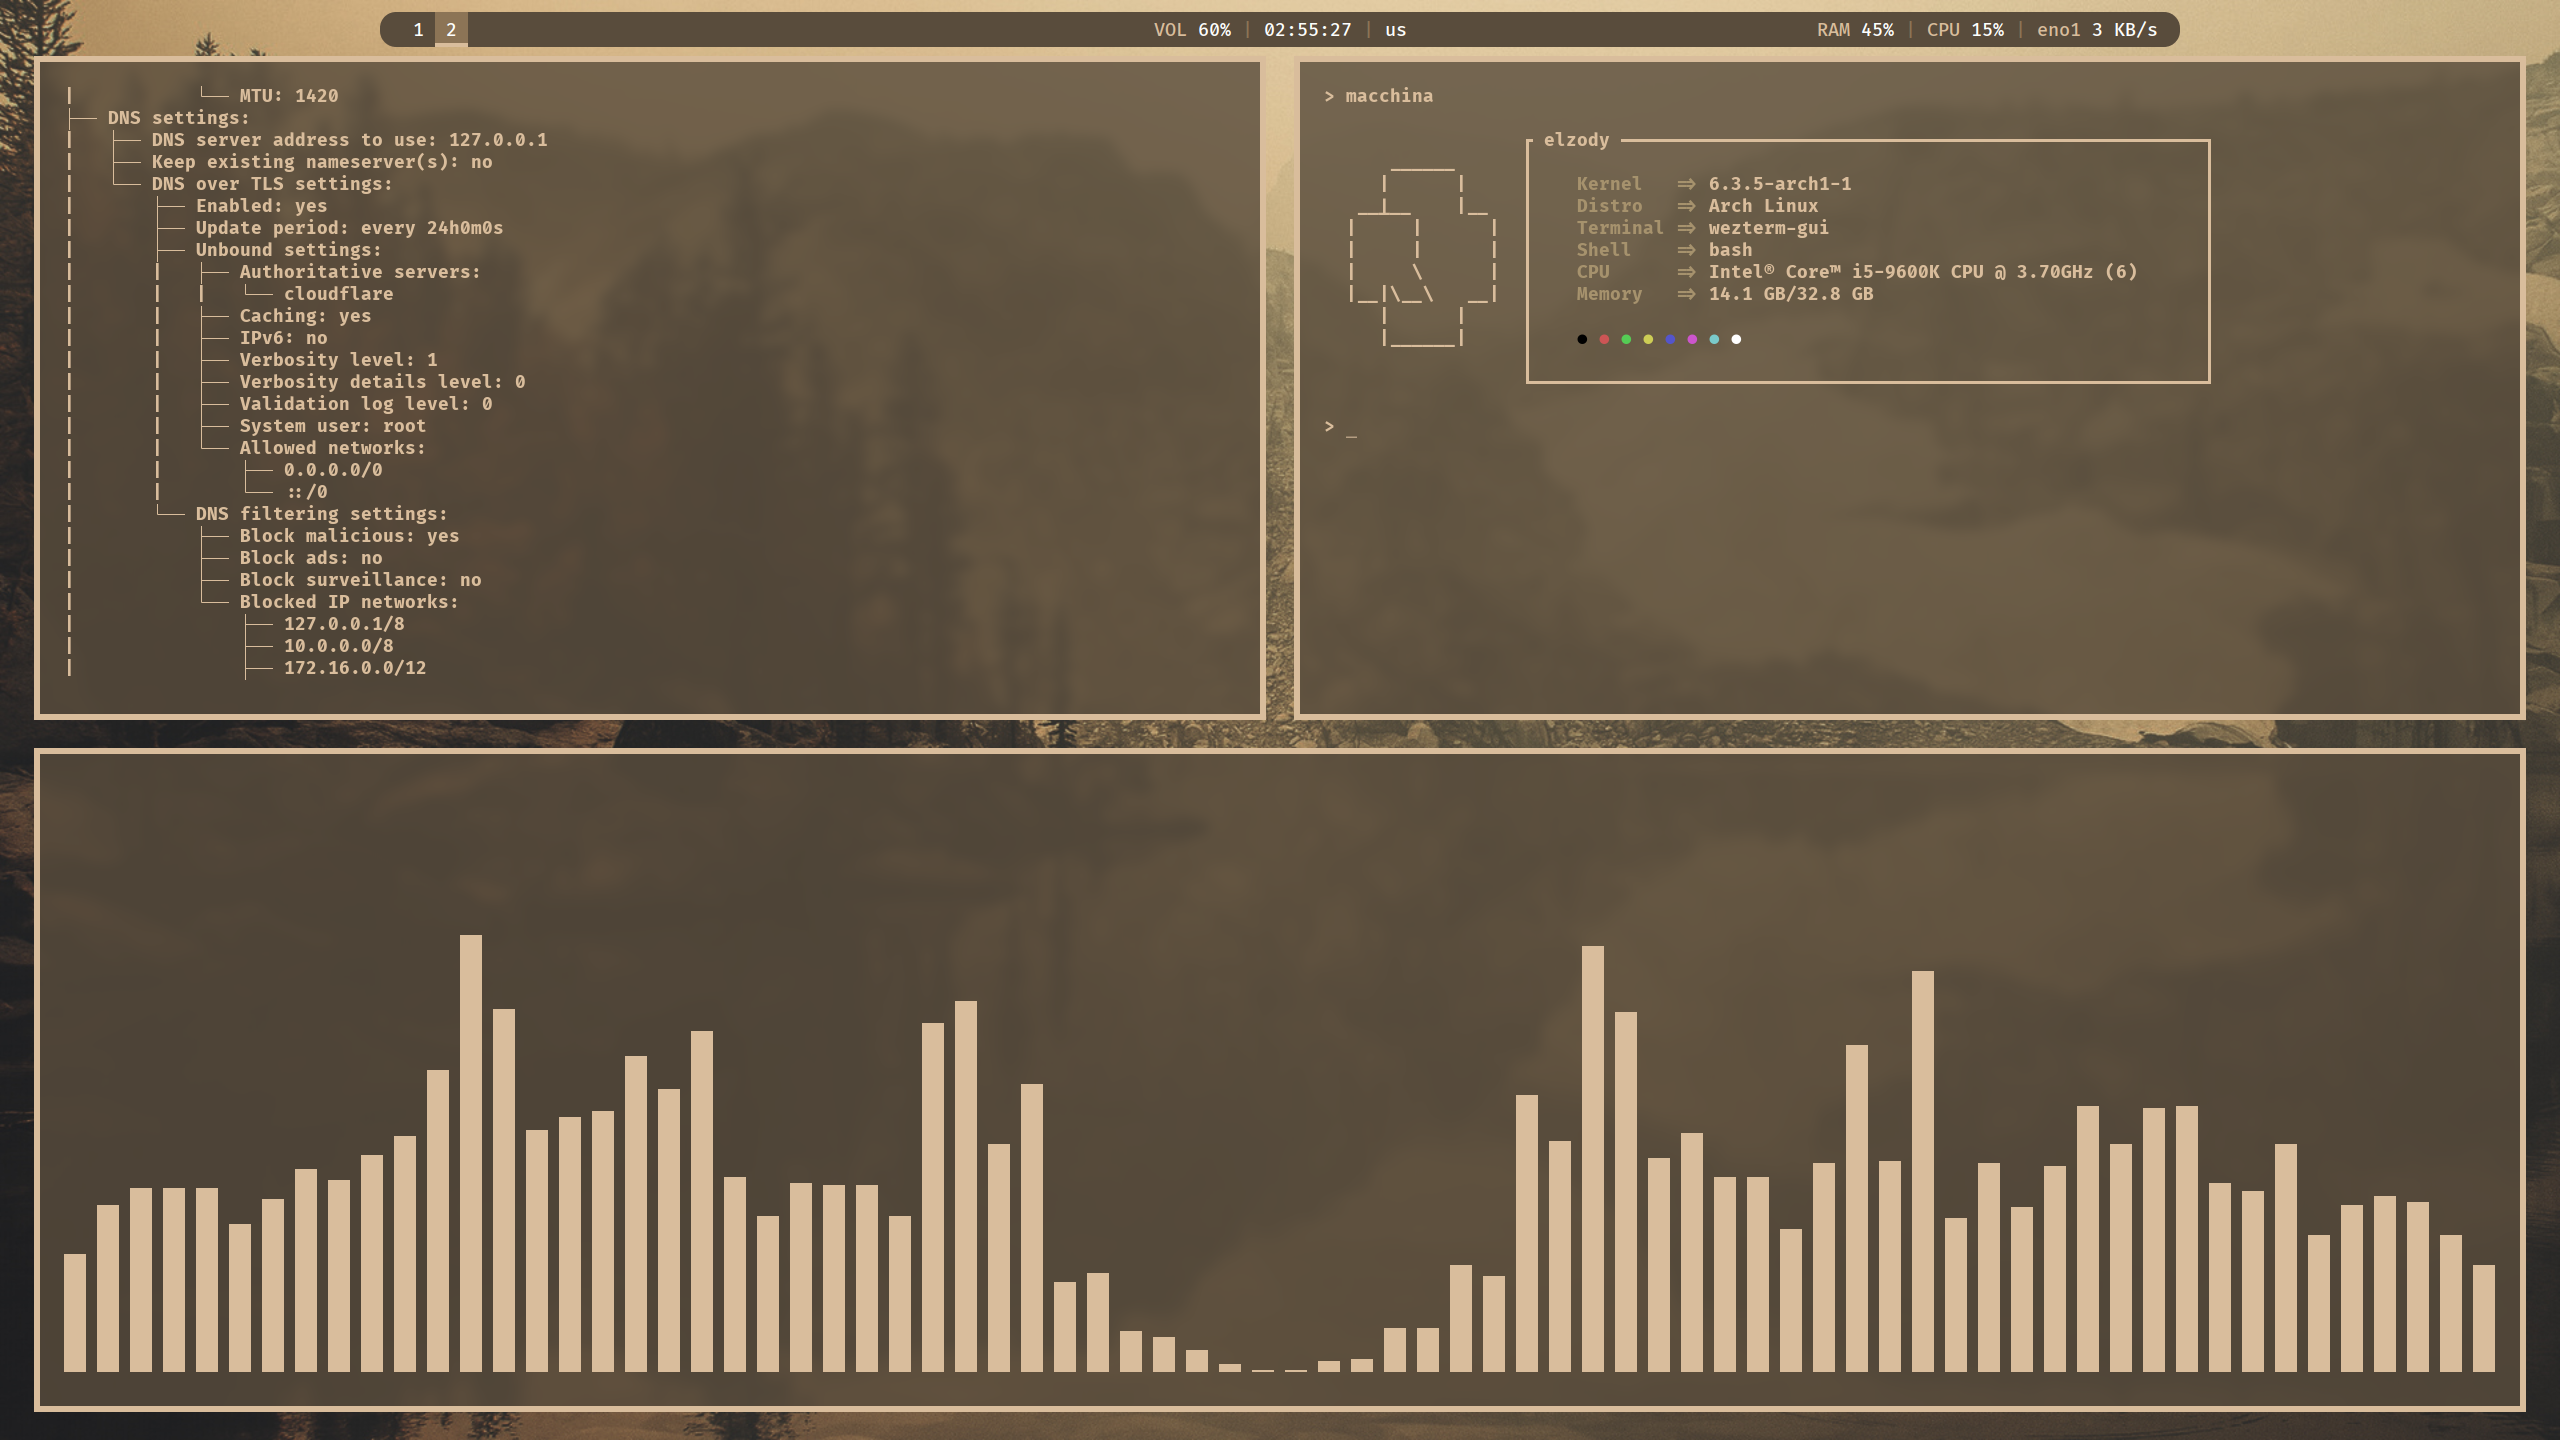 1 2 VOL 60% | 02:55:27 | us RAM 45% | CPU 15% | eno1 3 KB/s
│           └── MTU: 1420
├── DNS settings:
│   ├── DNS server address to use: 127.0.0.1
│   ├── Keep existing nameserver(s): no
│   └── DNS over TLS settings:
│       ├── Enabled: yes
│       ├── Update period: every 24h0m0s
│       ├── Unbound settings:
│       │   ├── Authoritative servers:
│       │   │   └── cloudflare
│       │   ├── Caching: yes
│       │   ├── IPv6: no
│       │   ├── Verbosity level: 1
│       │   ├── Verbosity details level: 0
│       │   ├── Validation log level: 0
│       │   ├── System user: root
│       │   └── Allowed networks:
│       │       ├── 0.0.0.0/0
│       │       └── ::/0
│       └── DNS filtering settings:
│           ├── Block malicious: yes
│           ├── Block ads: no
│           ├── Block surveillance: no
│           └── Blocked IP networks:
│               ├── 127.0.0.1/8
│               ├── 10.0.0.0/8
│               ├── 172.16.0.0/12
> macchina
elzody
Kernel => 6.3.5-arch1-1
Distro => Arch Linux
Terminal => wezterm-gui
Shell => bash
CPU => Intel® Core™ i5-9600K CPU @ 3.70GHz (6)
Memory => 14.1 GB/32.8 GB
> _